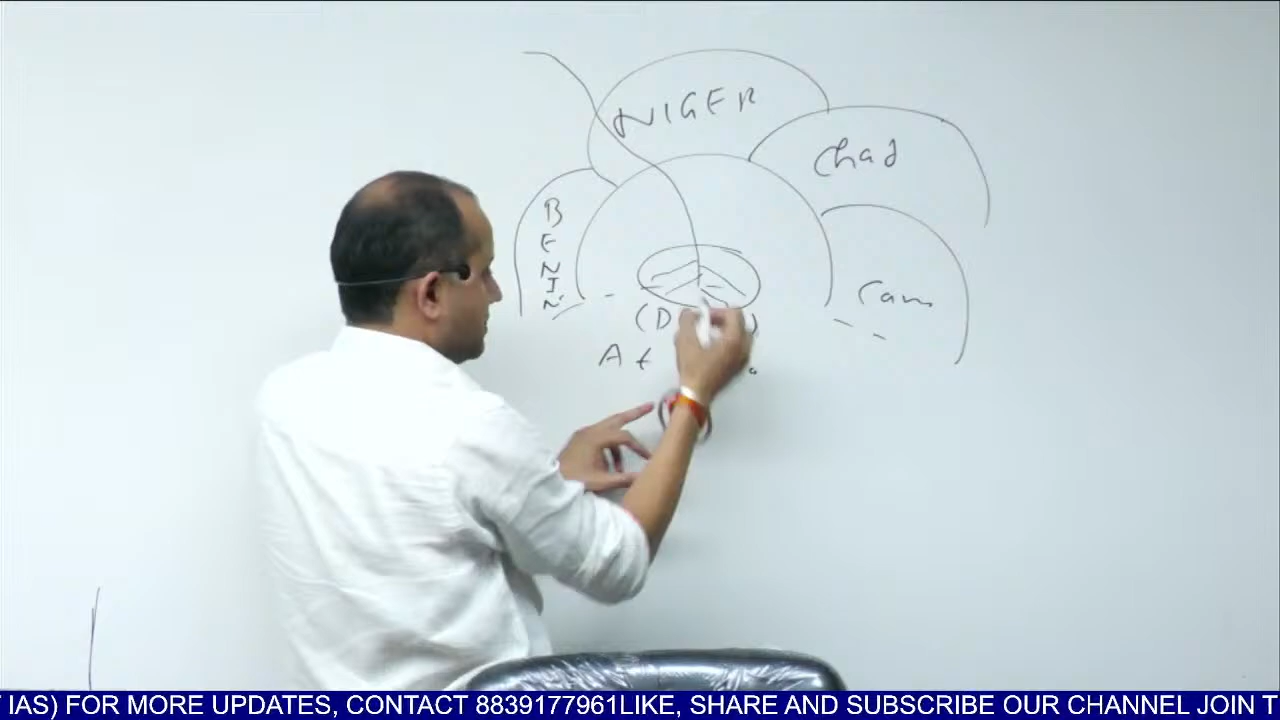 NIGER
Chad
BENIN
Cam
(D
At
T IAS) FOR MORE UPDATES, CONTACT 8839177961LIKE, SHARE AND SUBSCRIBE OUR CHANNEL JOIN T